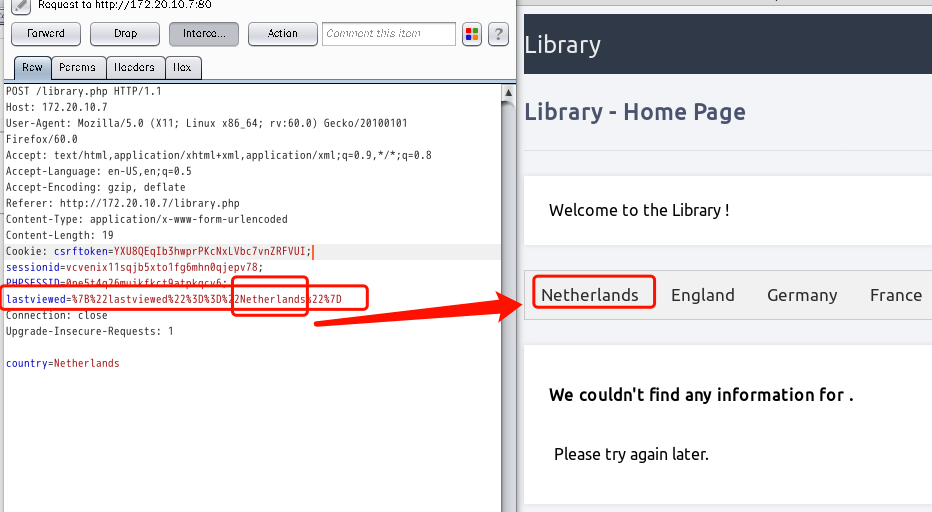 Request to http://172.20.10.7:80
Forward
Drop
Interce...
Action
Comment this item
?
Raw
Params
Headers
Hex
POST /library.php HTTP/1.1
Host: 172.20.10.7
User-Agent: Mozilla/5.0 (X11; Linux x86_64; rv:60.0) Gecko/20100101
Firefox/60.0
Accept: text/html,application/xhtml+xml,application/xml;q=0.9,*/*;q=0.8
Accept-Language: en-US,en;q=0.5
Accept-Encoding: gzip, deflate
Referer: http://172.20.10.7/library.php
Content-Type: application/x-www-form-urlencoded
Content-Length: 19
Cookie: csrftoken=YXU8QEqIb3hwprPKcNxLVbc7vnZRFVUI;
sessionid=vcvenix11sqjb5xto1fg6mhn0qjepv78;
PHPSESSID=0pe5t4q26muikfkct9atpkqcv6;
lastviewed=%7B%22lastviewed%22%3D%3D%22Netherlands%22%7D
Connection: close
Upgrade-Insecure-Requests: 1
country=Netherlands
Library
Library - Home Page
Welcome to the Library !
Netherlands
England
Germany
France
We couldn't find any information for .
Please try again later.